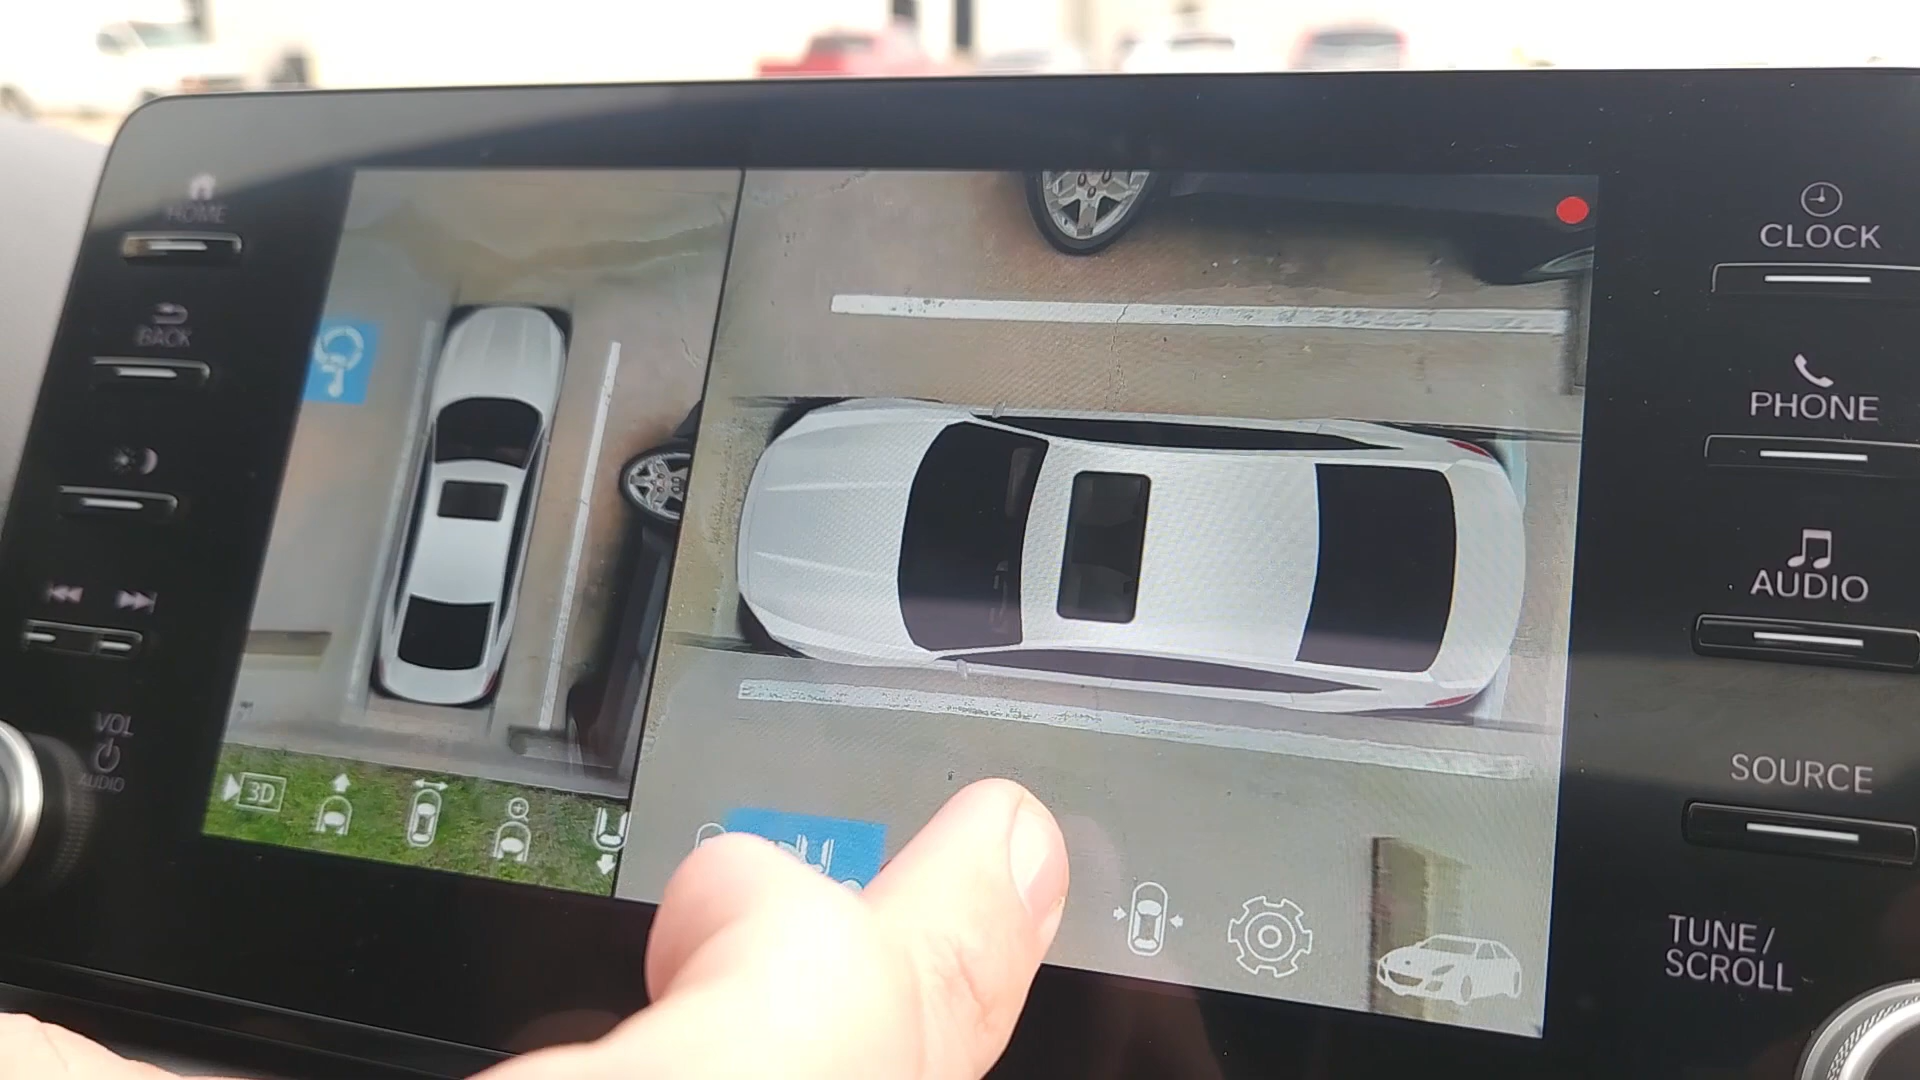 HOME
BACK
VOL
AUDIO
3D
CLOCK
PHONE
AUDIO
SOURCE
TUNE/
SCROLL